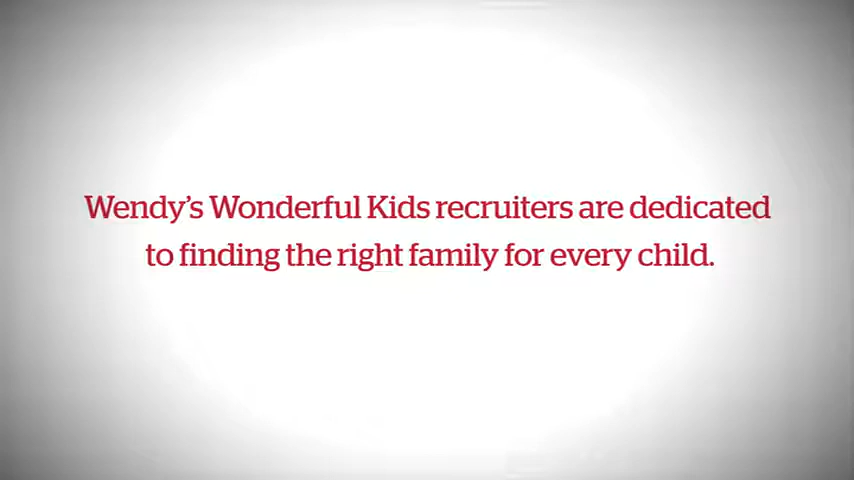 Wendy’s Wonderful Kids recruiters are dedicated
to finding the right family for every child.